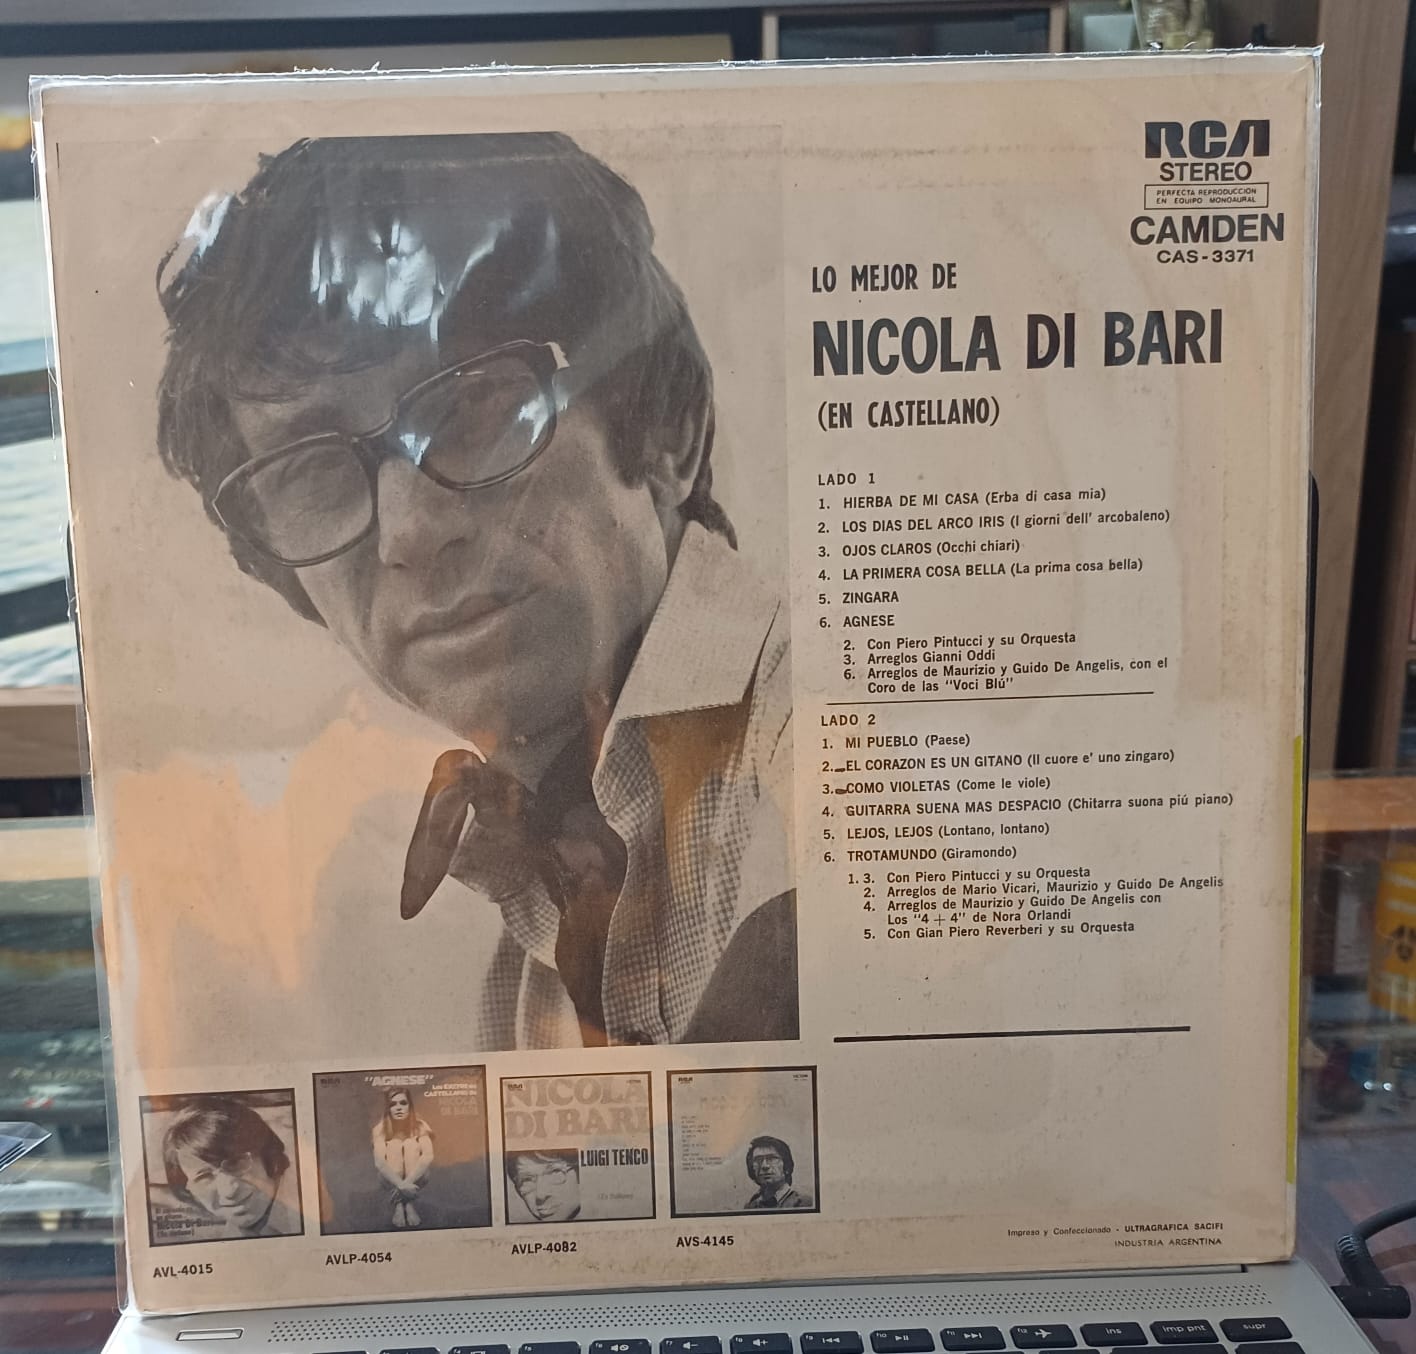 RCA
STEREO
PERFECTA REPRODUCCION
EN EQUIPO MONOAURAL
CAMDEN
CAS-3371
LO MEJOR DE
NICOLA DI BARI
(EN CASTELLANO)
LADO 1
1. HIERBA DE MI CASA (Erba di casa mia)
2. LOS DIAS DEL ARCO IRIS (I giorni dell' arcobaleno)
3. OJOS CLAROS (Occhi chiari)
4. LA PRIMERA COSA BELLA (La prima cosa bella)
5. ZINGARA
6. AGNESE
2. Con Piero Pintucci y su Orquesta
3. Arreglos Gianni Oddi
6. Arreglos de Maurizio y Guido De Angelis, con el
Coro de las "Voci Blú"
LADO 2
1. MI PUEBLO (Paese)
2. EL CORAZON ES UN GITANO (Il cuore e' uno zingaro)
3. COMO VIOLETAS (Come le viole)
4. GUITARRA SUENA MAS DESPACIO (Chitarra suona piú piano)
5. LEJOS, LEJOS (Lontano, lontano)
6. TROTAMUNDO (Giramondo)
1. 3. Con Piero Pintucci y su Orquesta
2. Arreglos de Mario Vicari, Maurizio y Guido De Angelis
4. Arreglos de Maurizio y Guido De Angelis con
Los "4 + 4" de Nora Orlandi
5. Con Gian Piero Reverberi y su Orquesta
"AGNESE"
CASTELLANO
NICOLA
DI BARI
NICOLA
DI BARI
LUIGI TENCO
AVL-4015
AVLP-4054
AVLP-4082
AVS-4145
Impreso y Confeccionado - ULTRAGRAFICA SACIFI
INDUSTRIA ARGENTINA
ins
imp pnt
supr